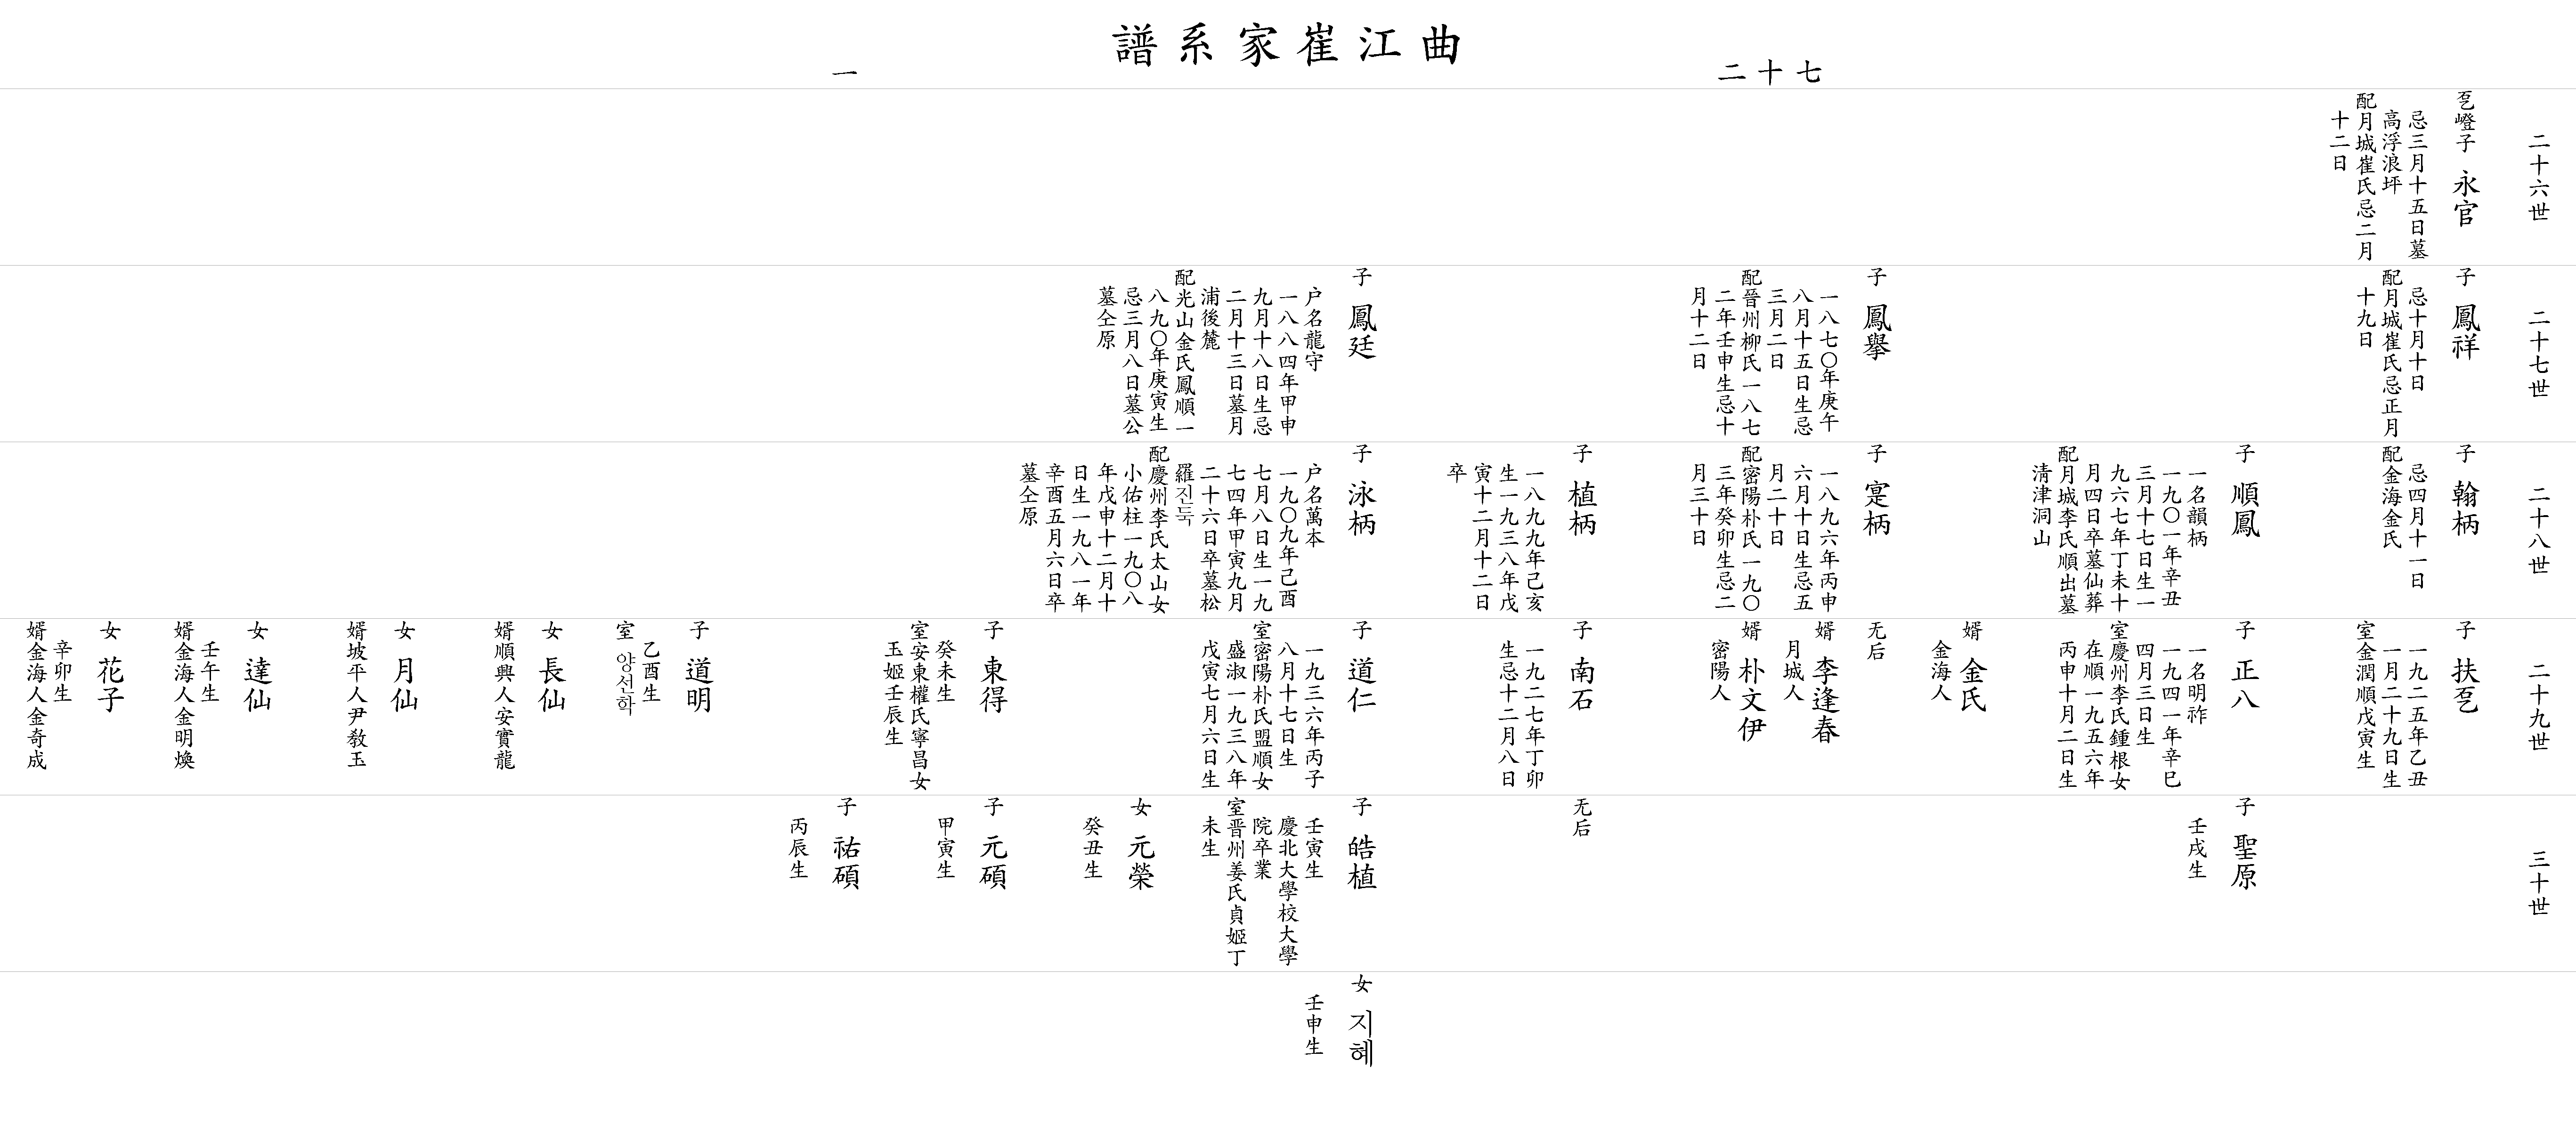 曲江崔家系譜
二十七
一
二十六世
乭嶝子 永官
忌三月十五日墓
高浮浪坪
配月城崔氏忌二月
十二日
二十七世
子 鳳祥
忌十月十日
配月城崔氏忌正月
十九日
子 鳳擧
一八七〇年庚午
八月十五日生忌
三月二日
配晉州柳氏一八七
二年壬申生忌十
月十二日
子 鳳廷
户名龍守
一八八四年甲申
九月十八日生忌
二月十三日墓月
浦後麓
配光山金氏鳳順一
八九〇年庚寅生
忌三月八日墓公
墓仝原
二十八世
子 翰柄
忌四月十一日
配金海金氏
子 順鳳
一名韻柄
一九〇一年辛丑
三月十七日生一
九六七年丁未十
月四日卒墓仙葬
配月城李氏順出墓
清津洞山
子 寔柄
一八九六年丙申
六月十日生忌五
月二十日
配密陽朴氏一九〇
三年癸卯生忌二
月三十日
子 植柄
一八九九年己亥
生一九三八年戊
寅十二月十二日
卒
子 泳柄
户名萬夲
一九〇九年己酉
七月八日生一九
七四年甲寅九月
二十六日卒墓松
羅진득
配慶州李氏太山女
小佑柱一九〇八
年戊申十二月十
日生一九八一年
辛酉五月六日卒
墓仝原
二十九世
子 扶乭
一九二五年乙丑
一月二十九日生
室金潤順戊寅生
子 正八
一名明祚
一九四一年辛巳
四月三日生
室慶州李氏鍾根女
在順一九五六年
丙申十月二日生
婿 金氏
金海人
无后
婿 李逢春
月城人
婿 朴文伊
密陽人
子 南石
一九二七年丁卯
生忌十二月八日
子 道仁
一九三六年丙子
八月十七日生
室密陽朴氏盟順女
盛淑一九三八年
戊寅七月六日生
子 東得
癸未生
室安東權氏寧昌女
玉姬壬辰生
子 道明
乙酉生
室 양선학
女 長仙
婿順興人安實龍
女 月仙
婿坡平人尹敎玉
女 達仙
壬午生
婿金海人金明煥
女 花子
辛卯生
婿金海人金奇成
三十世
子 聖原
壬戌生
无后
子 皓植
壬寅生
慶北大學校大學
院卒業
室晋州姜氏貞姬丁
未生
女 元榮
癸丑生
子 元碩
甲寅生
子 祐碩
丙辰生
女 지혜
壬申生